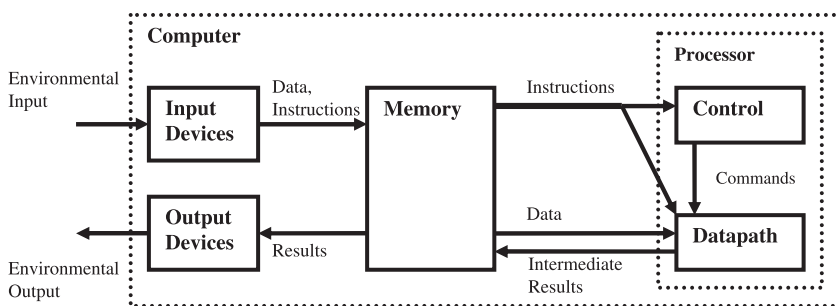 Computer
Processor
Environmental
Input
Input
Devices
Data,
Instructions
Memory
Instructions
Control
Commands
Output
Devices
Results
Data
Datapath
Intermediate
Results
Environmental
Output